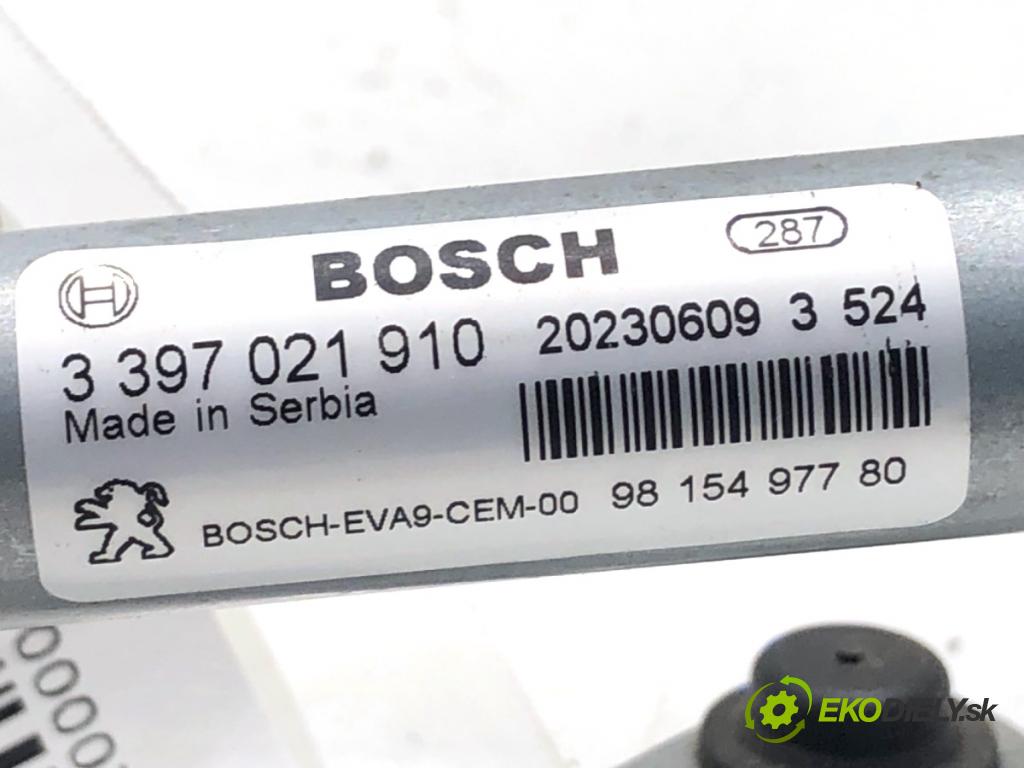 BOSCH 287
3 397 021 910 20230609 3 524
Made in Serbia
BOSCH-EVA9-CEM-00 98 154 977 80
EKODIELY.sk